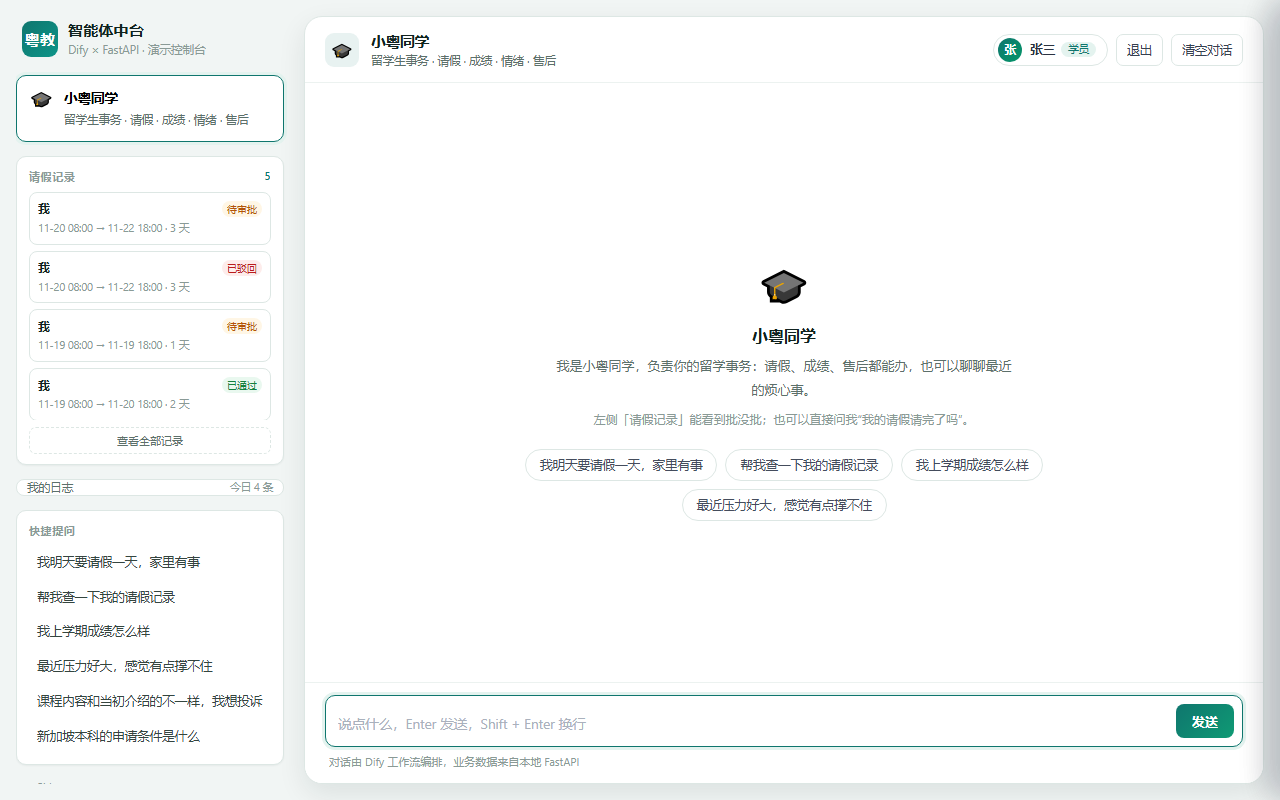 粤教
智能体中台
Dify × FastAPI · 演示控制台
小粤同学
留学生事务 · 请假 · 成绩 · 情绪 · 售后
请假记录
5
我
待审批
11-20 08:00 → 11-22 18:00 · 3 天
我
已驳回
11-20 08:00 → 11-22 18:00 · 3 天
我
待审批
11-19 08:00 → 11-19 18:00 · 1 天
我
已通过
11-19 08:00 → 11-20 18:00 · 2 天
查看全部记录
我的日志
今日 4 条
快捷提问
我明天要请假一天，家里有事
帮我查一下我的请假记录
我上学期成绩怎么样
最近压力好大，感觉有点撑不住
课程内容和当初介绍的不一样，我想投诉
新加坡本科的申请条件是什么
小粤同学
留学生事务 · 请假 · 成绩 · 情绪 · 售后
张
张三
学员
退出
清空对话
小粤同学
我是小粤同学，负责你的留学事务：请假、成绩、售后都能办，也可以聊聊最近
的烦心事。
左侧「请假记录」能看到批没批；也可以直接问我“我的请假请完了吗”。
我明天要请假一天，家里有事
帮我查一下我的请假记录
我上学期成绩怎么样
最近压力好大，感觉有点撑不住
说点什么，Enter 发送，Shift + Enter 换行
发送
对话由 Dify 工作流编排，业务数据来自本地 FastAPI